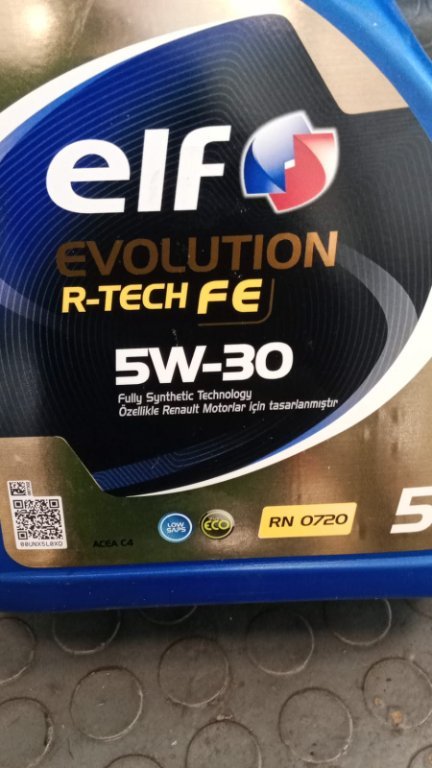 elf
EVOLUTION
R-TECH FE
5W-30
Fully Synthetic Technology
Özellikle Renault Motorlar için tasarlanmıştır
LOW SAPS
ECO
RN 0720
5
ACEA C4